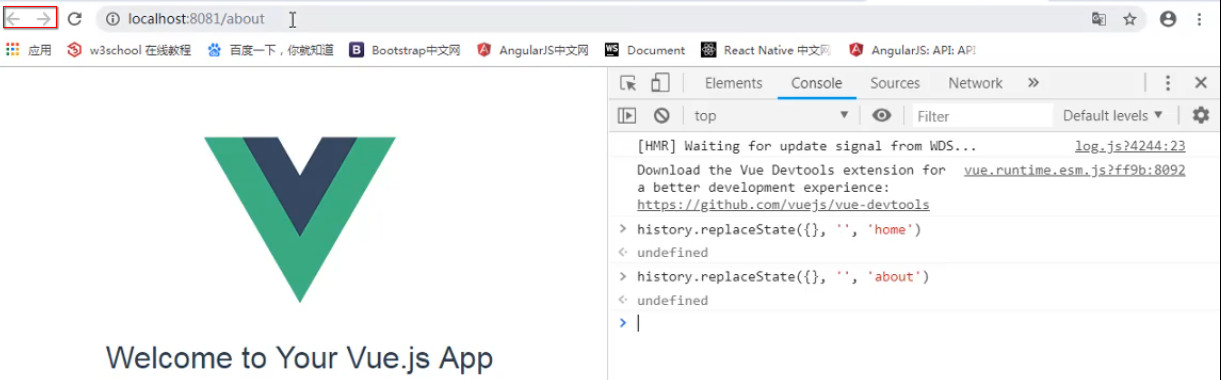 localhost:8081/about
应用 w3school 在线教程 百度一下，你就知道 B Bootstrap中文网 AngularJS中文网 WS Document React Native 中文网 AngularJS: API: API
Elements Console Sources Network »
top Filter Default levels ▼
[HMR] Waiting for update signal from WDS... log.js?4244:23
Download the Vue Devtools extension for vue.runtime.esm.js?ff9b:8092
a better development experience:
https://github.com/vuejs/vue-devtools
> history.replaceState({}, '', 'home')
undefined
> history.replaceState({}, '', 'about')
undefined
>
Welcome to Your Vue.js App